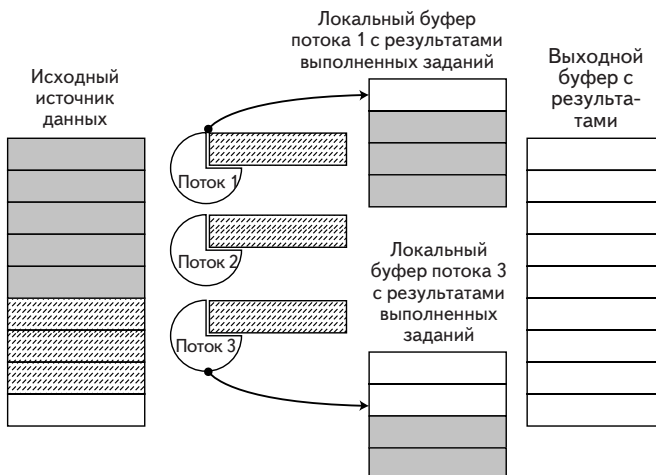 Исходный
источник
данных
Локальный буфер
потока 1 с результатами
выполненных заданий
Выходной
буфер с
результа-
тами
Поток 1
Поток 2
Поток 3
Локальный
буфер потока 3
с результатами
выполненных
заданий